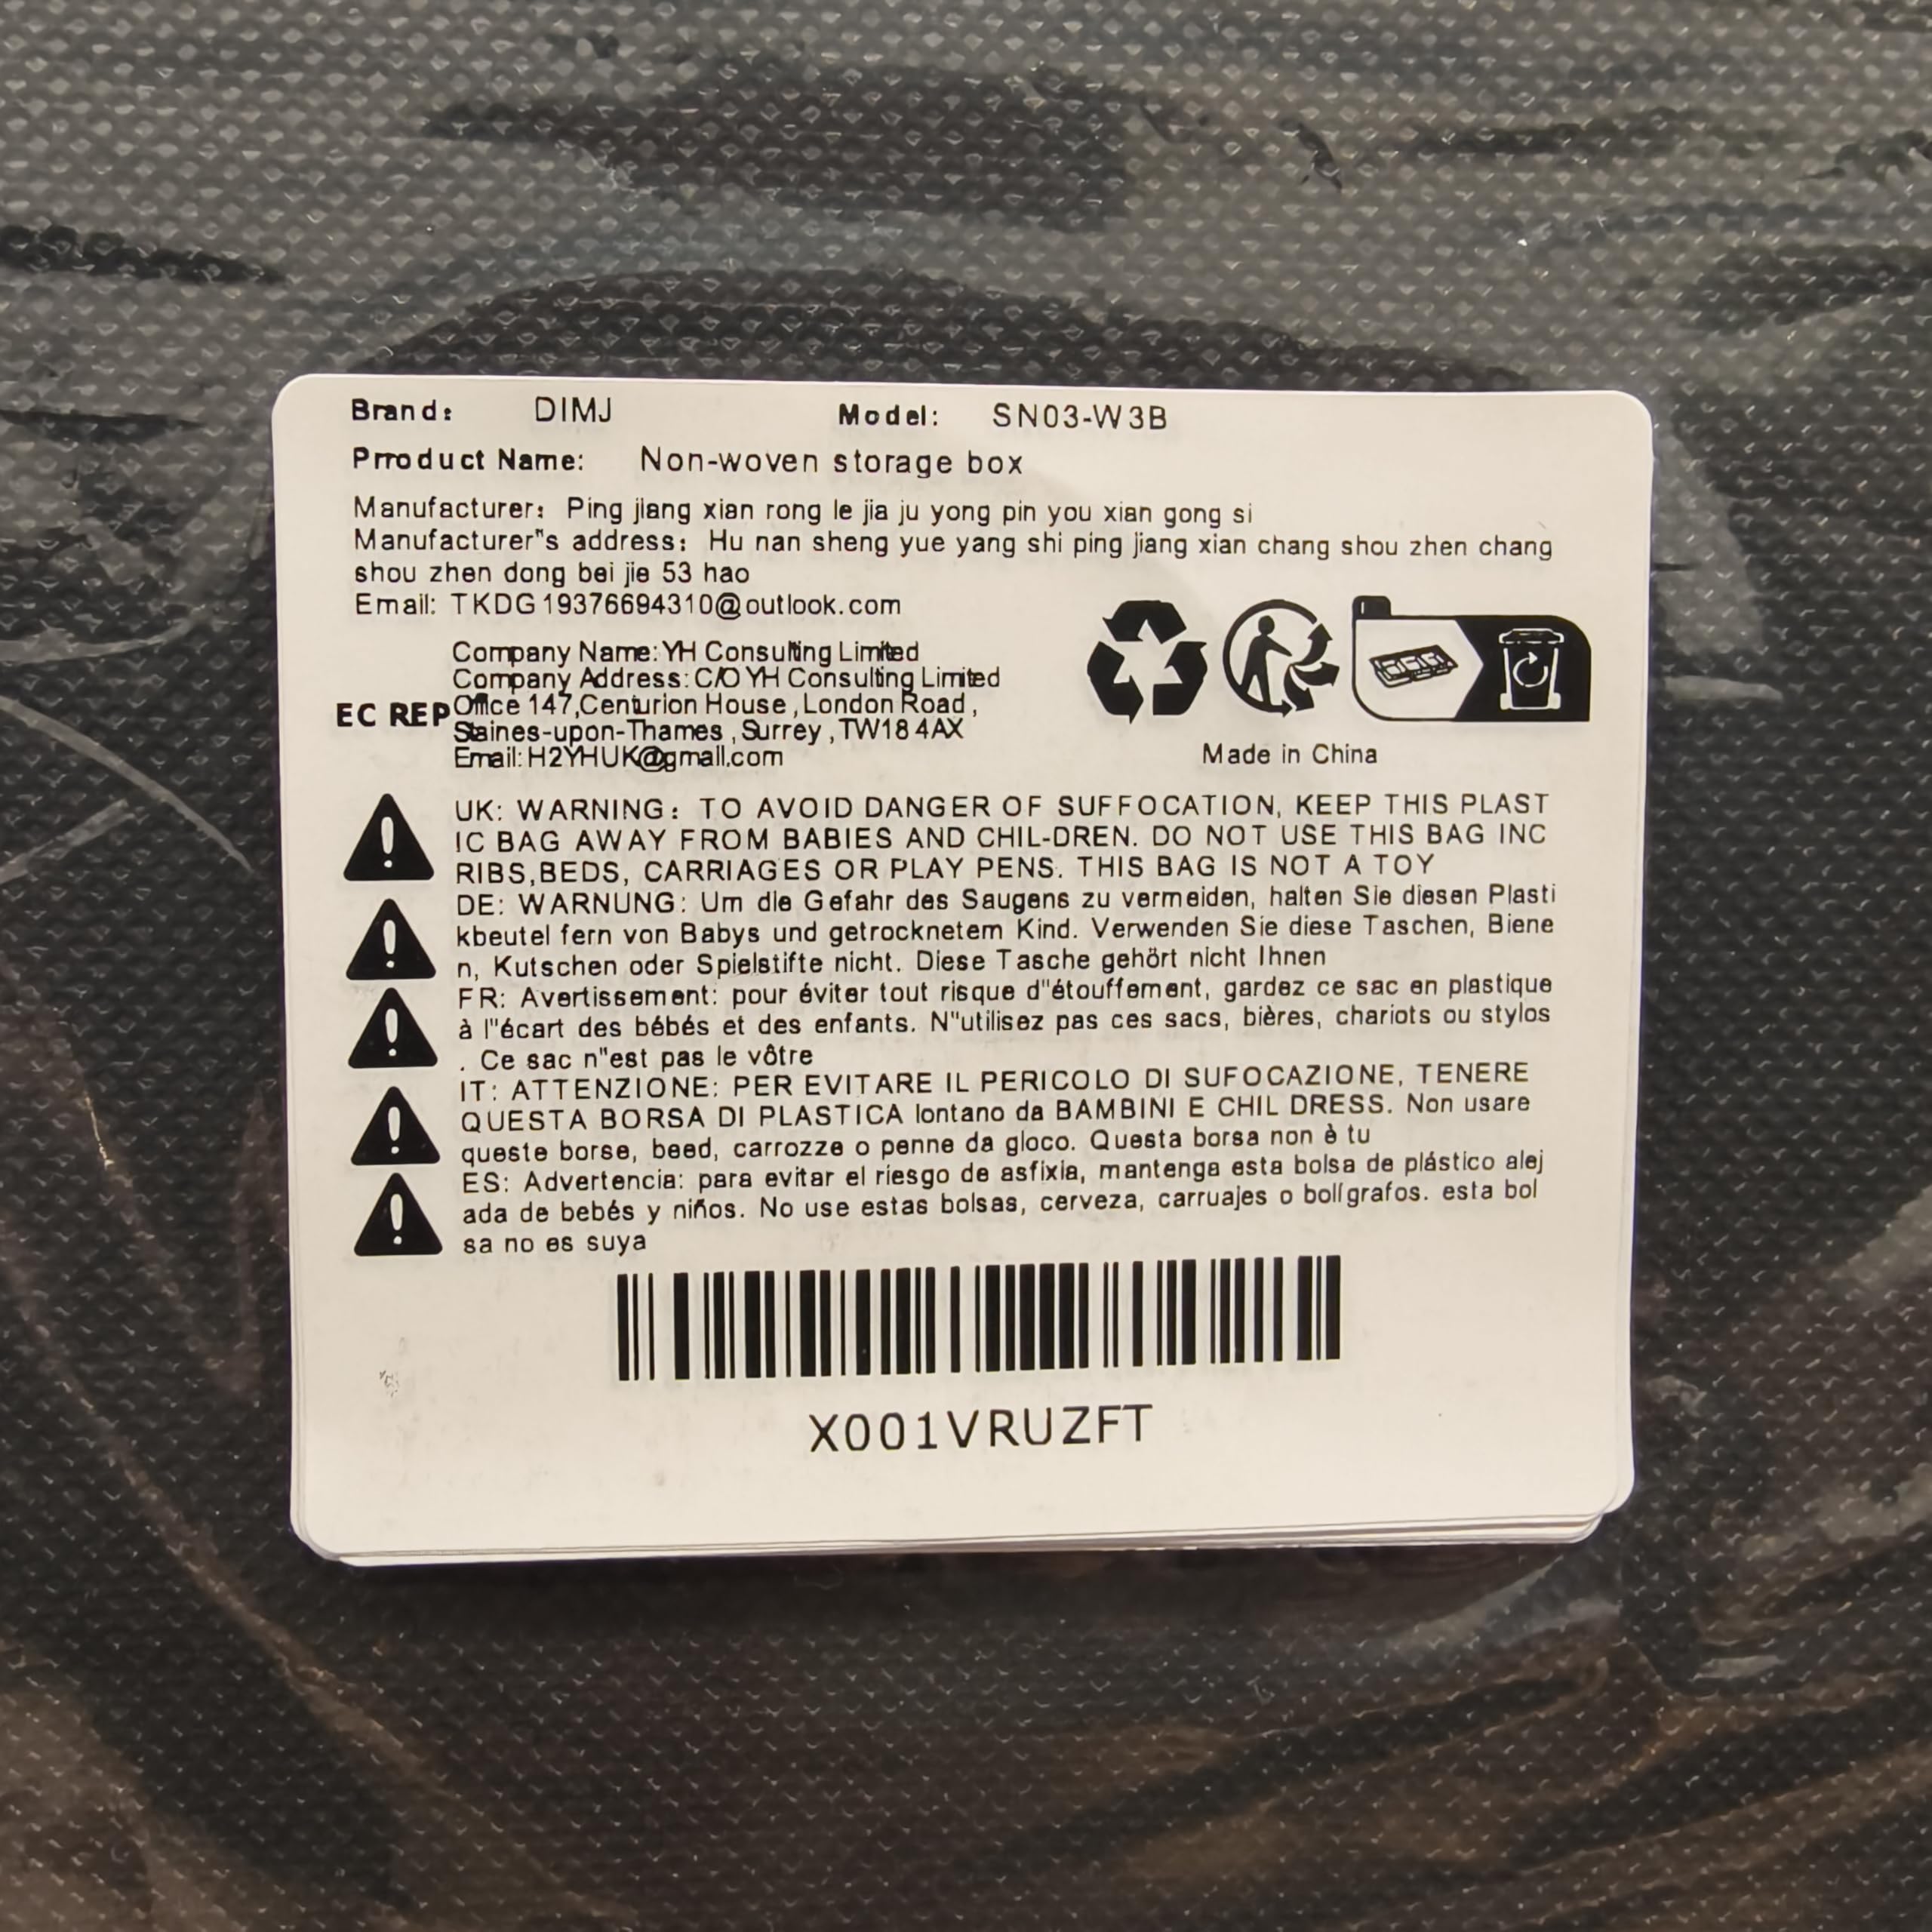 Brand: DIMJ Model: SN03-W3B
Prroduct Name: Non-woven storage box
Manufacturer: Ping jiang xian rong le jia ju yong pin you xian gong si
Manufacturer"s address: Hu nan sheng yue yang shi ping jiang xian chang shou zhen chang
shou zhen dong bei jie 53 hao
Email: TKDG19376694310@outlook.com
Company Name: YH Consulting Limited
Company Address: C/O YH Consulting Limited
EC REP Office 147,Centurion House, London Road,
Staines-upon-Thames, Surrey, TW18 4AX
Email: H2YHUK@gmail.com
Made in China
UK: WARNING: TO AVOID DANGER OF SUFFOCATION, KEEP THIS PLAST
IC BAG AWAY FROM BABIES AND CHIL-DREN. DO NOT USE THIS BAG INC
RIBS,BEDS, CARRIAGES OR PLAY PENS. THIS BAG IS NOT A TOY
DE: WARNUNG: Um die Gefahr des Saugens zu vermeiden, halten Sie diesen Plasti
kbeutel fern von Babys und getrocknetem Kind. Verwenden Sie diese Taschen, Biene
n, Kutschen oder Spielstifte nicht. Diese Tasche gehört nicht Ihnen
FR: Avertissement: pour éviter tout risque d"étouffement, gardez ce sac en plastique
à l"écart des bébés et des enfants. N"utilisez pas ces sacs, bières, chariots ou stylos
. Ce sac n"est pas le vôtre
IT: ATTENZIONE: PER EVITARE IL PERICOLO DI SUFOCAZIONE, TENERE
QUESTA BORSA DI PLASTICA lontano da BAMBINI E CHIL DRESS. Non usare
queste borse, beed, carrozze o penne da gioco. Questa borsa non è tu
ES: Advertencia: para evitar el riesgo de asfixia, mantenga esta bolsa de plástico alej
ada de bebés y niños. No use estas bolsas, cerveza, carruajes o bolígrafos. esta bol
sa no es suya
X001VRUZFT